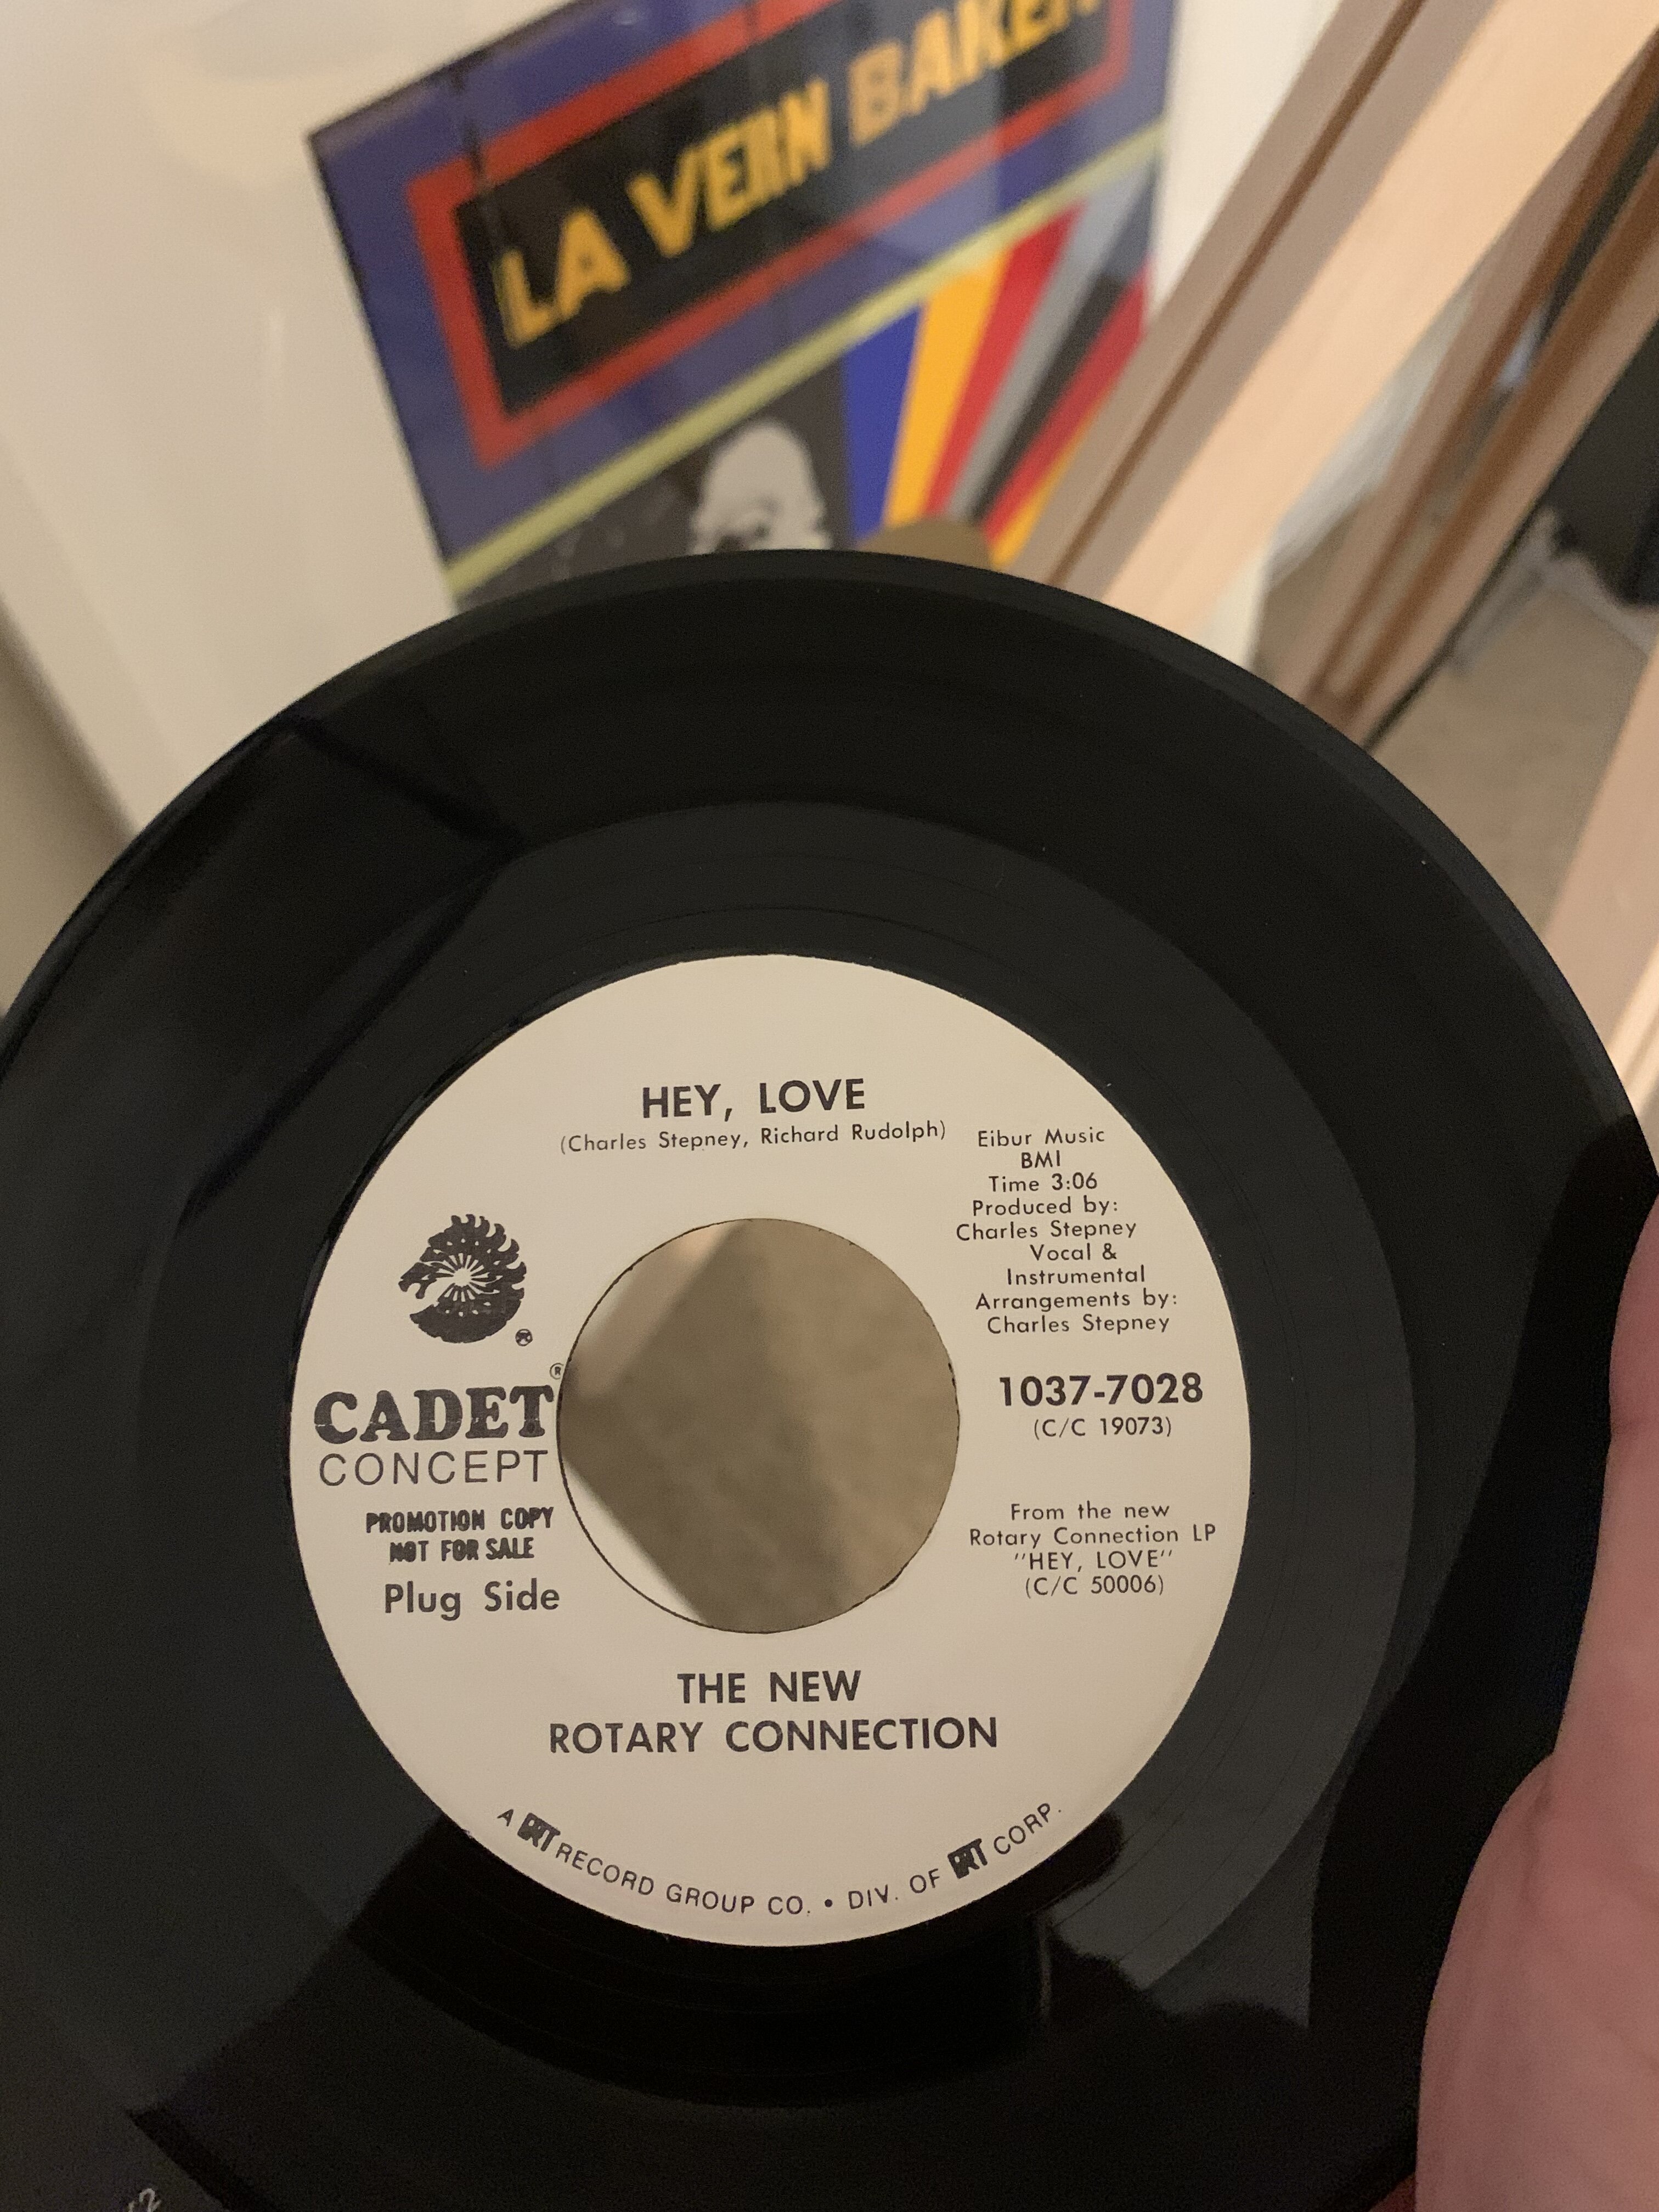 LA VERN BAKER
HEY, LOVE
(Charles Stepney, Richard Rudolph)
Eibur Music
BMI
Time 3:06
Produced by:
Charles Stepney
Vocal &
Instrumental
Arrangements by:
Charles Stepney
®
CADET
CONCEPT
1037-7028
(C/C 19073)
PROMOTION COPY
NOT FOR SALE
Plug Side
From the new
Rotary Connection LP
"HEY, LOVE"
(C/C 50006)
THE NEW
ROTARY CONNECTION
A GRT RECORD GROUP CO. • DIV. OF GRT CORP.